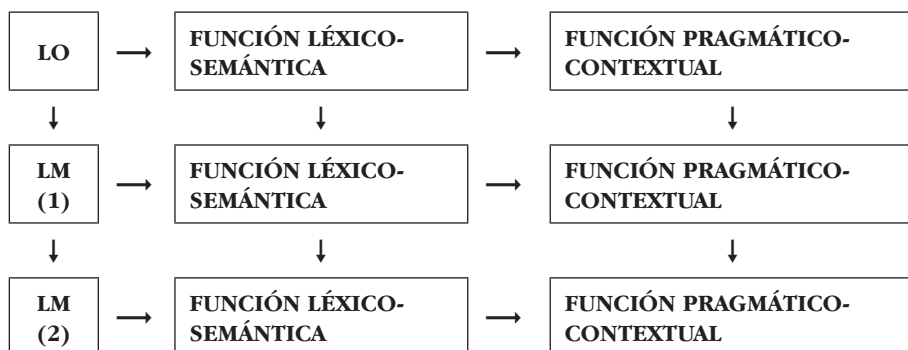 LO
FUNCIÓN LÉXICO-
SEMÁNTICA
FUNCIÓN PRAGMÁTICO-
CONTEXTUAL
LM
(1)
FUNCIÓN LÉXICO-
SEMÁNTICA
FUNCIÓN PRAGMÁTICO-
CONTEXTUAL
LM
(2)
FUNCIÓN LÉXICO-
SEMÁNTICA
FUNCIÓN PRAGMÁTICO-
CONTEXTUAL